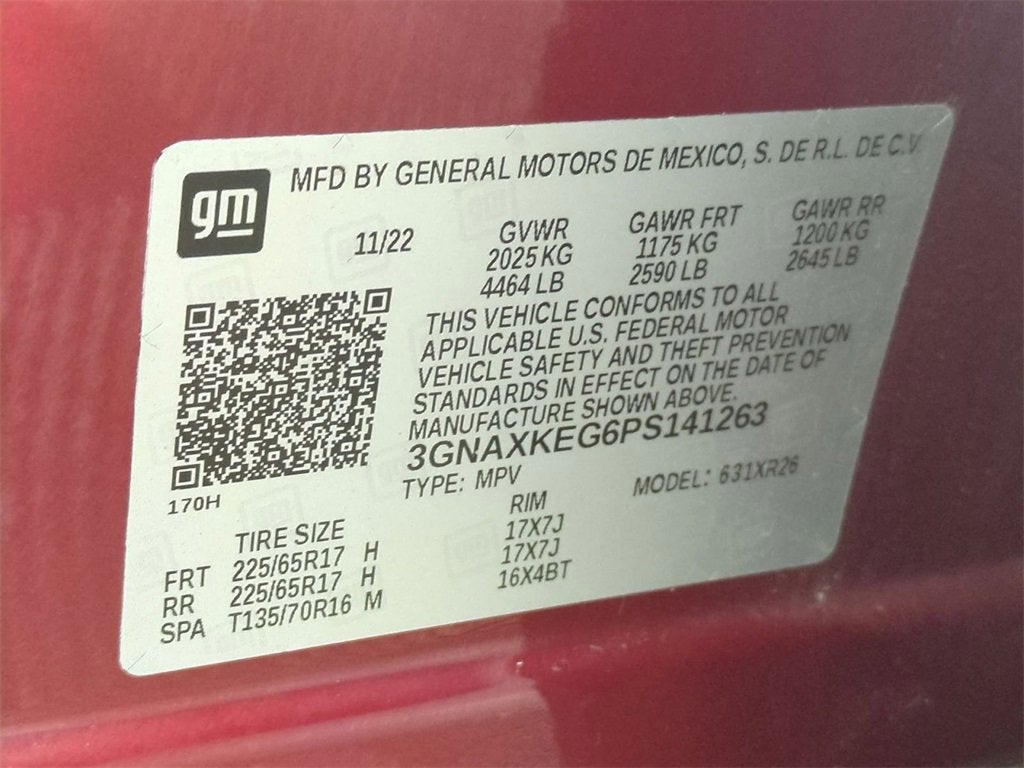 gm
MFD BY GENERAL MOTORS DE MEXICO, S. DE R.L. DE C.V.
11/22 GVWR GAWR FRT GAWR RR
2025 KG 1175 KG 1200 KG
4464 LB 2590 LB 2645 LB
THIS VEHICLE CONFORMS TO ALL
APPLICABLE U.S. FEDERAL MOTOR
VEHICLE SAFETY AND THEFT PREVENTION
STANDARDS IN EFFECT ON THE DATE OF
MANUFACTURE SHOWN ABOVE.
3GNAXKEG6PS141263
170H
TYPE: MPV MODEL: 631XR26
TIRE SIZE RIM
FRT 225/65R17 H 17X7J
RR 225/65R17 H 17X7J
SPA T135/70R16 M 16X4BT